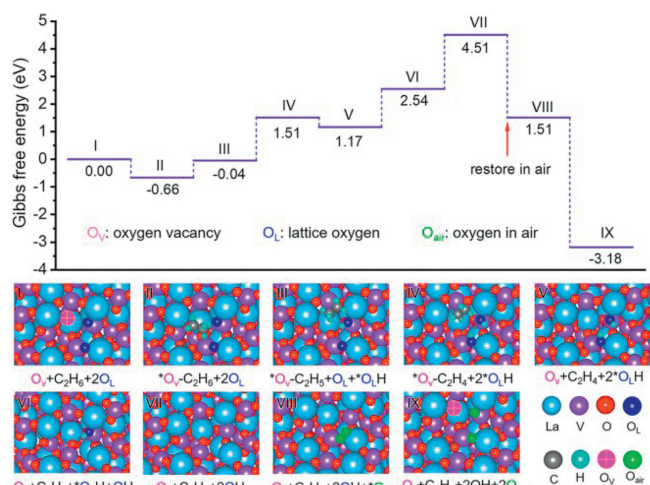 5
4
3
2
1
0
-1
-2
-3
-4
Gibbs free energy (eV)
I
0.00
II
-0.66
III
-0.04
IV
1.51
V
1.17
VI
2.54
VII
4.51
VIII
1.51
restore in air
IX
-3.18
OV: oxygen vacancy
OL: lattice oxygen
Oair: oxygen in air
I
II
III
IV
V
OV+C2H6+2OL
*OV-C2H6+2OL
*OV-C2H5+OL+*OLH
*OV-C2H4+2*OLH
OV+C2H4+2*OLH
VI
VII
VIII
IX
La
V
O
OL
C
H
OV
Oair